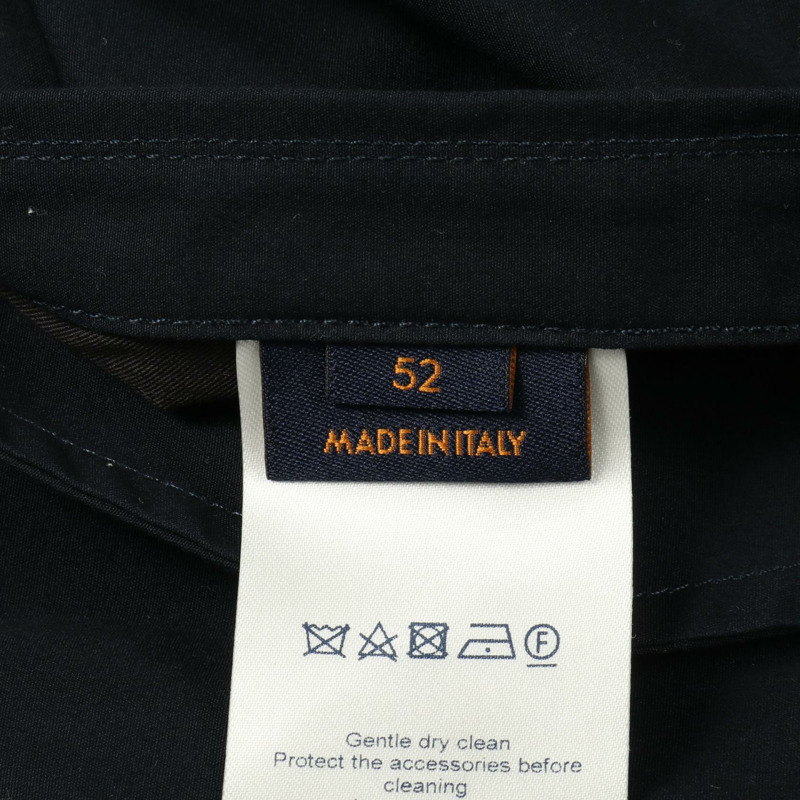 52
MADE IN ITALY
F
Gentle dry clean
Protect the accessories before
cleaning